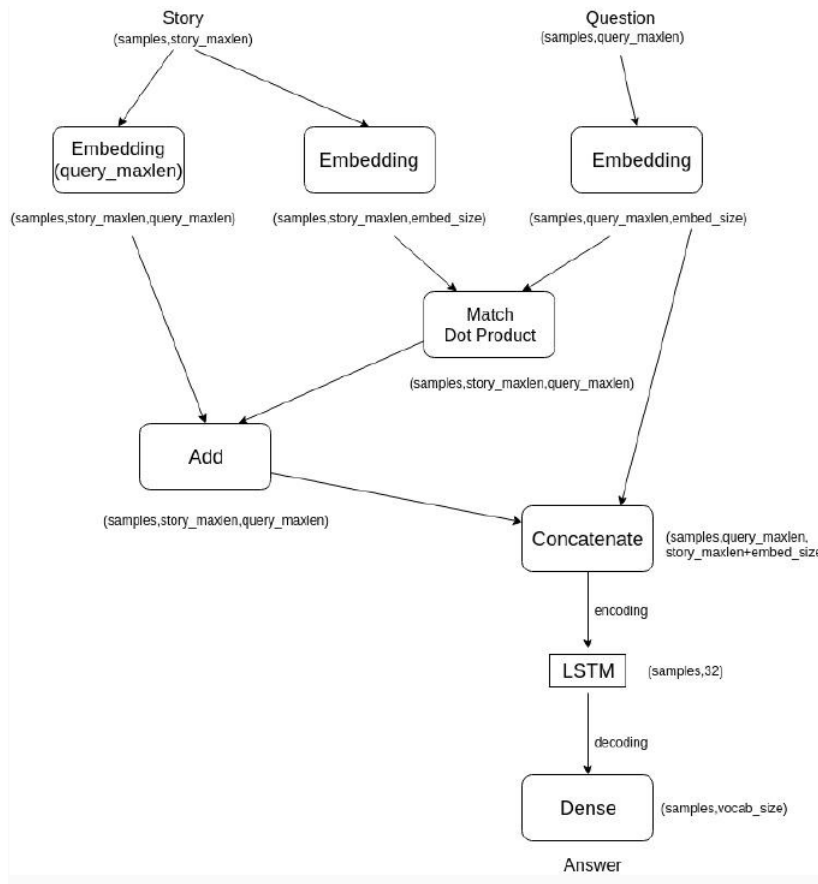 Story
(samples,story_maxlen)
Question
(samples,query_maxlen)
Embedding
(query_maxlen)
Embedding
Embedding
(samples,story_maxlen,query_maxlen)
(samples,story_maxlen,embed_size)
(samples,query_maxlen,embed_size)
Match
Dot Product
(samples,story_maxlen,query_maxlen)
Add
(samples,story_maxlen,query_maxlen)
Concatenate
(samples,query_maxlen,
story_maxlen+embed_size
encoding
LSTM
(samples,32)
decoding
Dense
(samples,vocab_size)
Answer